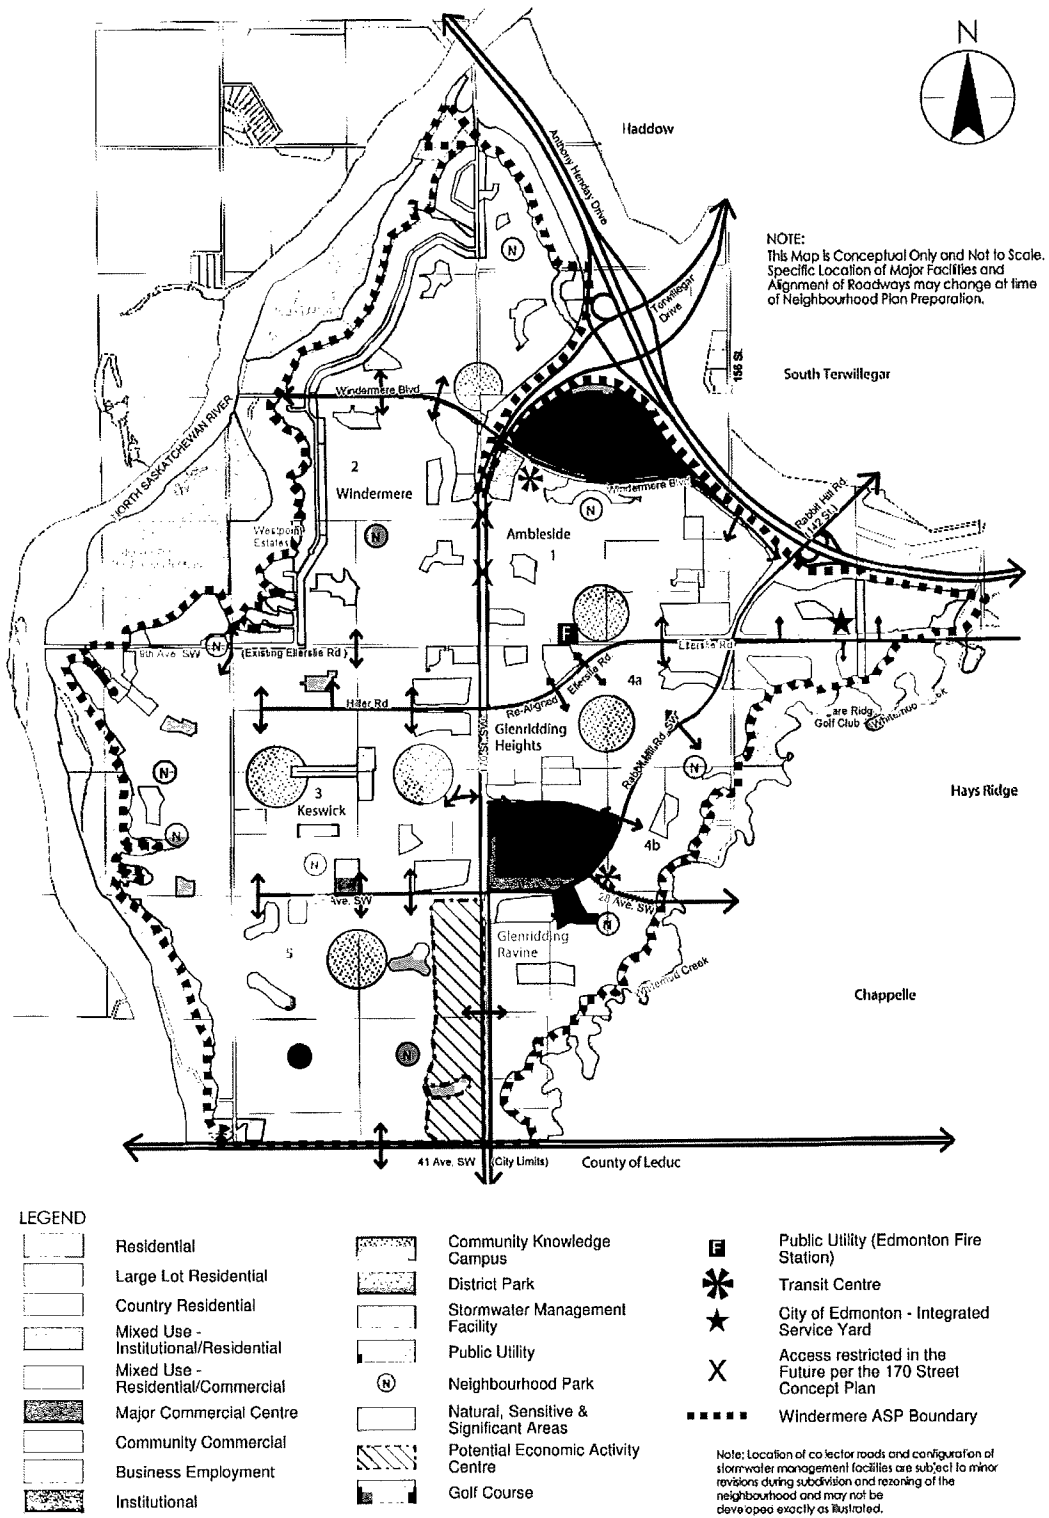 N
Haddow
Anthony Henday Drive
NOTE:
This Map is Conceptual Only and Not to Scale.
Specific Location of Major Facilities and
Alignment of Roadways may change at time
of Neighbourhood Plan Preparation.
N
Terwillegar
Drive
156 St.
South Terwillegar
Windermere Blvd
NORTH SASKATCHEWAN RIVER
2
Windermere
Windermere Blvd
N
Rabbit Hill Rd.
(142 St.)
Westpoint
Estates
N
Ambleside
1
F
Ellerslie Rd
N
9th Ave. SW
(Existing Ellerslie Rd )
Ellerslie Rd.
4a
Hiller Rd
Re-Aligned
Glenridding
Heights
Rabbit Hill Rd. SW
Golf Club
N
N
3
Keswick
Hays Ridge
N
N
4b
Ave. SW
28 Ave. SW
N
Glenridding
Ravine
5
Creek
Chappelle
N
41 Ave. SW
(City Limits)
County of Leduc
LEGEND
Residential
Large Lot Residential
Country Residential
Mixed Use -
Institutional/Residential
Mixed Use -
Residential/Commercial
Major Commercial Centre
Community Commercial
Business Employment
Institutional
Community Knowledge
Campus
District Park
Stormwater Management
Facility
Public Utility
N
Neighbourhood Park
Natural, Sensitive &
Significant Areas
Potential Economic Activity
Centre
Golf Course
F
Public Utility (Edmonton Fire
Station)
Transit Centre
City of Edmonton - Integrated
Service Yard
X
Access restricted in the
Future per the 170 Street
Concept Plan
Windermere ASP Boundary
Note: Location of collector roads and configuration of
stormwater management facilities are subject to minor
revisions during subdivision and rezoning of the
neighbourhood and may not be
developed exactly as illustrated.